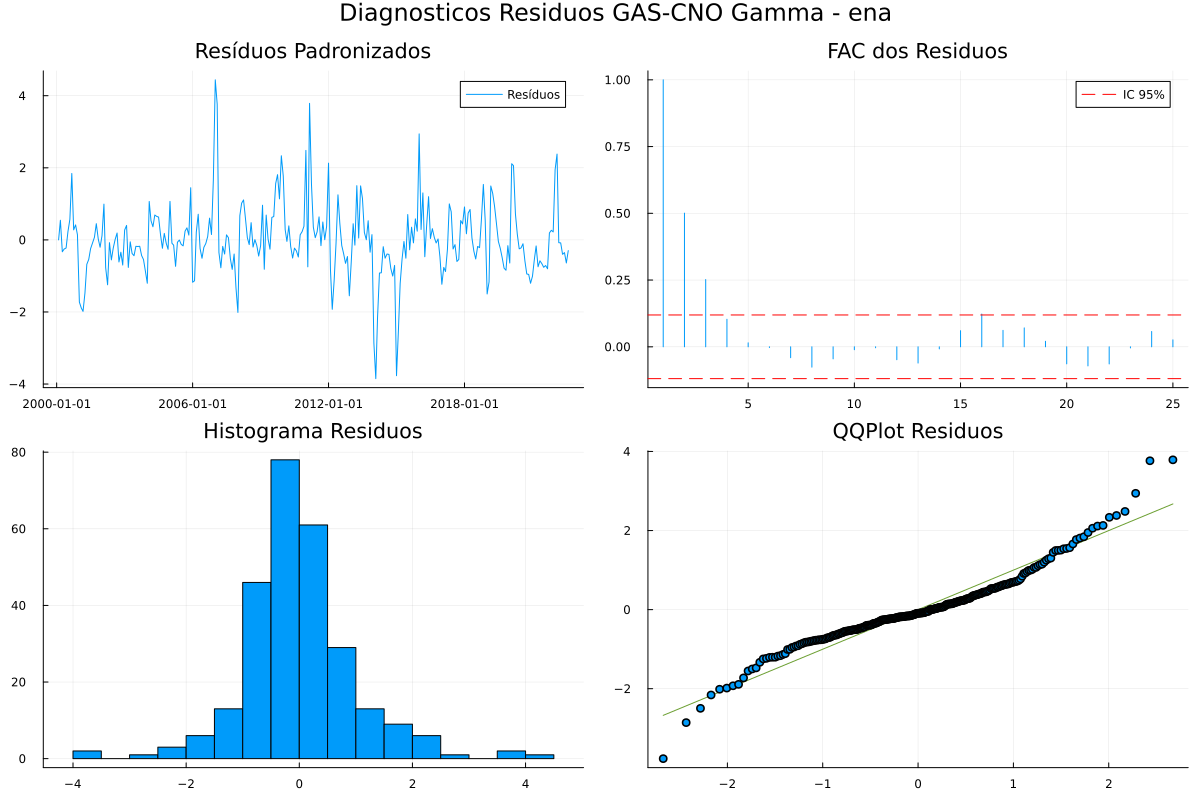 Diagnosticos Residuos GAS-CNO Gamma - ena
Resíduos Padronizados
Resíduos
4
2
0
−2
−4
2000-01-01 2006-01-01 2012-01-01 2018-01-01
FAC dos Residuos
IC 95%
1.00
0.75
0.50
0.25
0.00
5 10 15 20 25
Histograma Residuos
80
60
40
20
0
−4 −2 0 2 4
QQPlot Residuos
4
2
0
−2
−2 −1 0 1 2